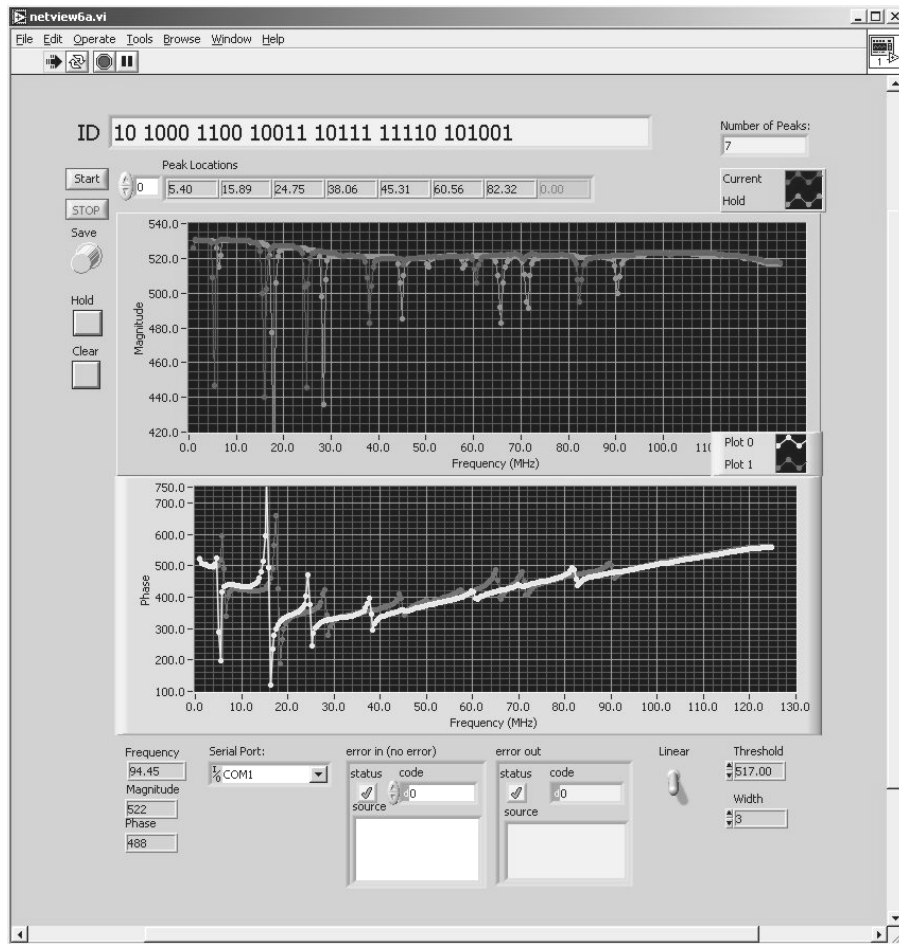 netview6a.vi
File Edit Operate Tools Browse Window Help
1
ID 10 1000 1100 10011 10111 11110 101001
Number of Peaks:
7
Start
Peak Locations
0 5.40 15.89 24.75 38.06 45.31 60.56 82.32 0.00
Current
Hold
STOP
Save
Hold
Clear
540.0
520.0
500.0
480.0
460.0
440.0
420.0
Magnitude
0.0 10.0 20.0 30.0 40.0 50.0 60.0 70.0 80.0 90.0 100.0 11
Frequency (MHz)
Plot 0
Plot 1
750.0
700.0
600.0
500.0
400.0
300.0
200.0
100.0
Phase
0.0 10.0 20.0 30.0 40.0 50.0 60.0 70.0 80.0 90.0 100.0 110.0 120.0 130.0
Frequency (MHz)
Frequency
94.45
Magnitude
522
Phase
488
Serial Port:
I/O COM1
error in (no error)
status code
d0
source
error out
status code
d0
source
Linear
Threshold
517.00
Width
3